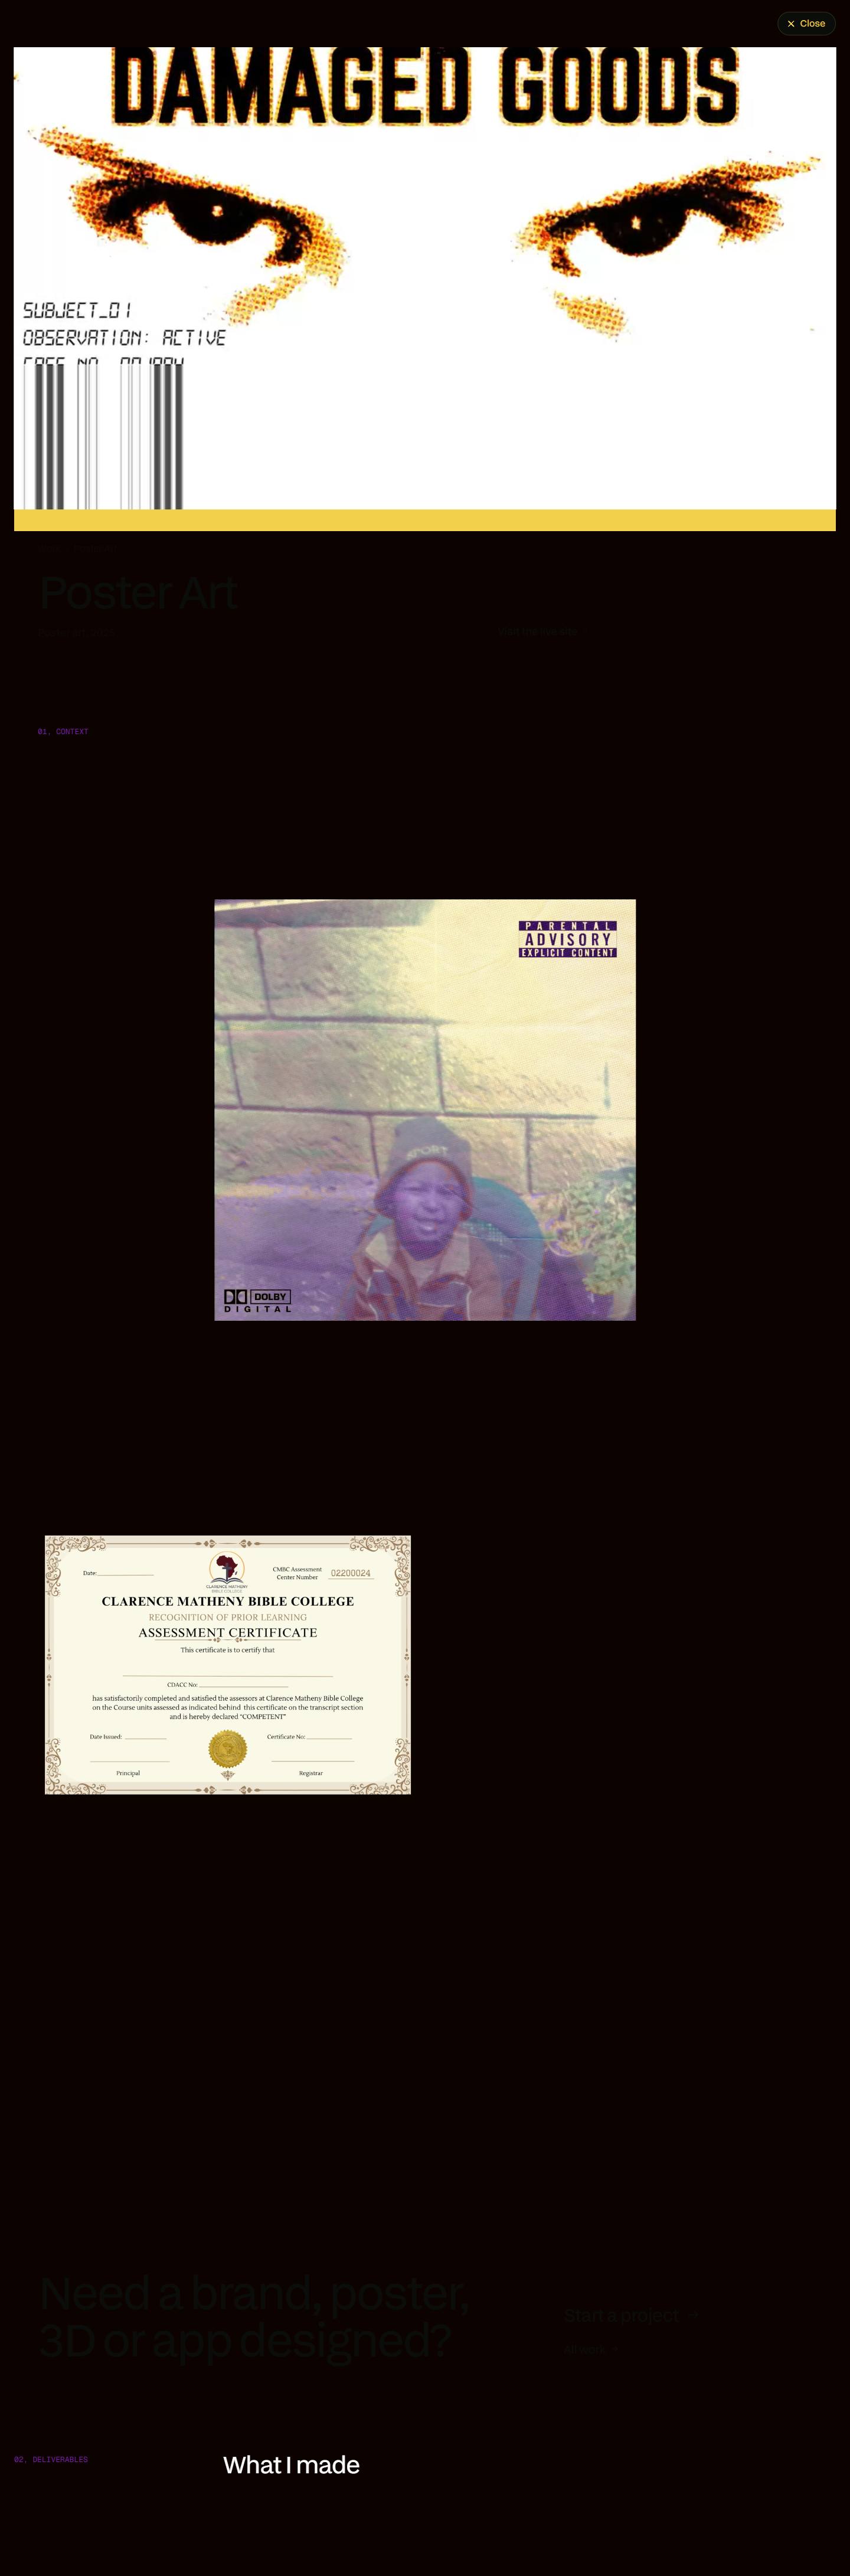 Close
DAMAGED GOODS
SUBJECT_01
OBSERVATION: ACTIVE
Poster Art
01. CONTEXT
PARENTAL
ADVISORY
EXPLICIT CONTENT
SPORT
DOLBY
DIGITAL
Date:
CMBC Assessment
Center Number
02200024
CLARENCE MATHENY
BIBLE COLLEGE
CLARENCE MATHENY BIBLE COLLEGE
RECOGNITION OF PRIOR LEARNING
ASSESSMENT CERTIFICATE
This certificate is to certify that
CDACC No:
has satisfactorily completed and satisfied the assessors at Clarence Matheny Bible College
on the Course units assessed as indicated behind this certificate on the transcript section
and is hereby declared "COMPETENT"
Date Issued:
Certificate No:
Principal
Registrar
Need a brand, poster,
3D or app designed?
Start a project →
02. DELIVERABLES
What I made